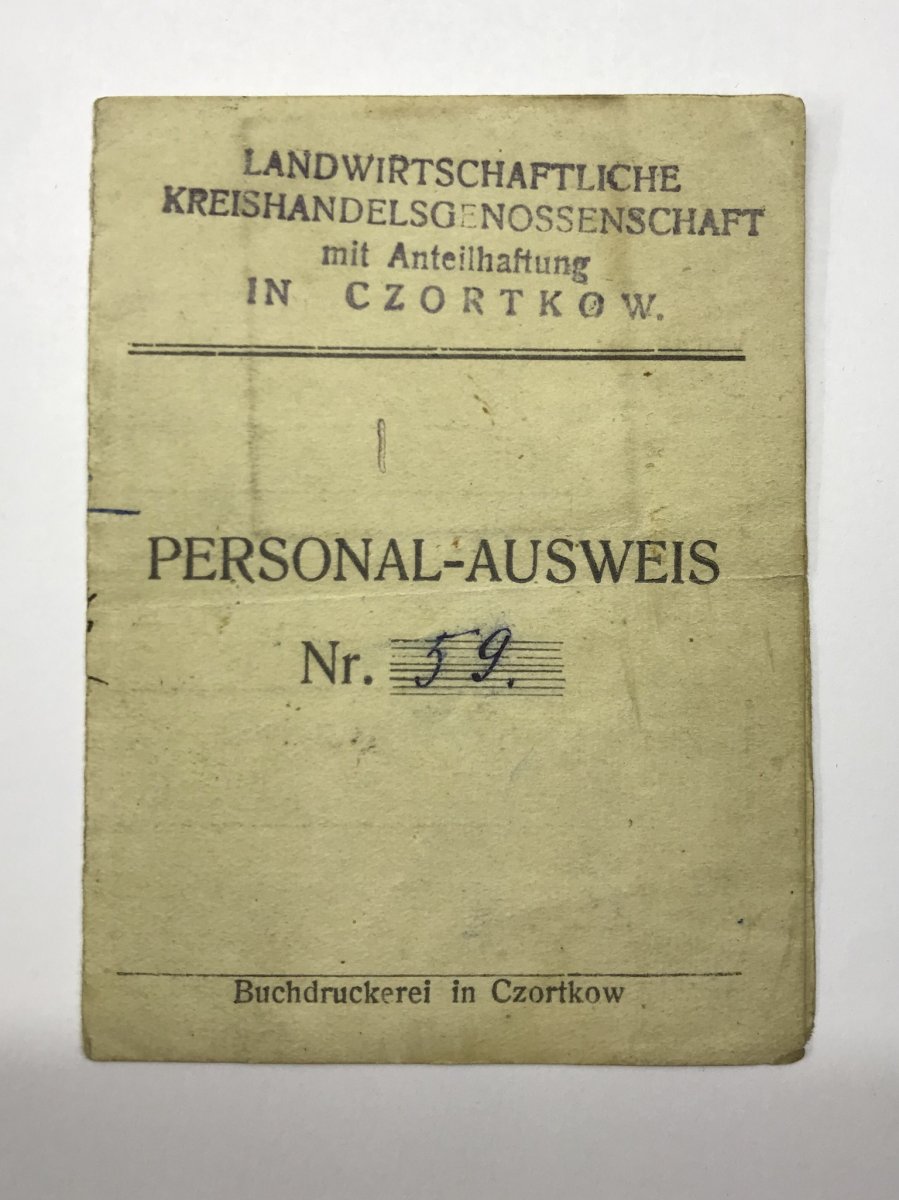 LANDWIRTSCHAFTLICHE
KREISHANDELSGENOSSENSCHAFT
mit Anteilhaftung
IN CZORTKOW.
PERSONAL-AUSWEIS
Nr. 59.
Buchdruckerei in Czortkow